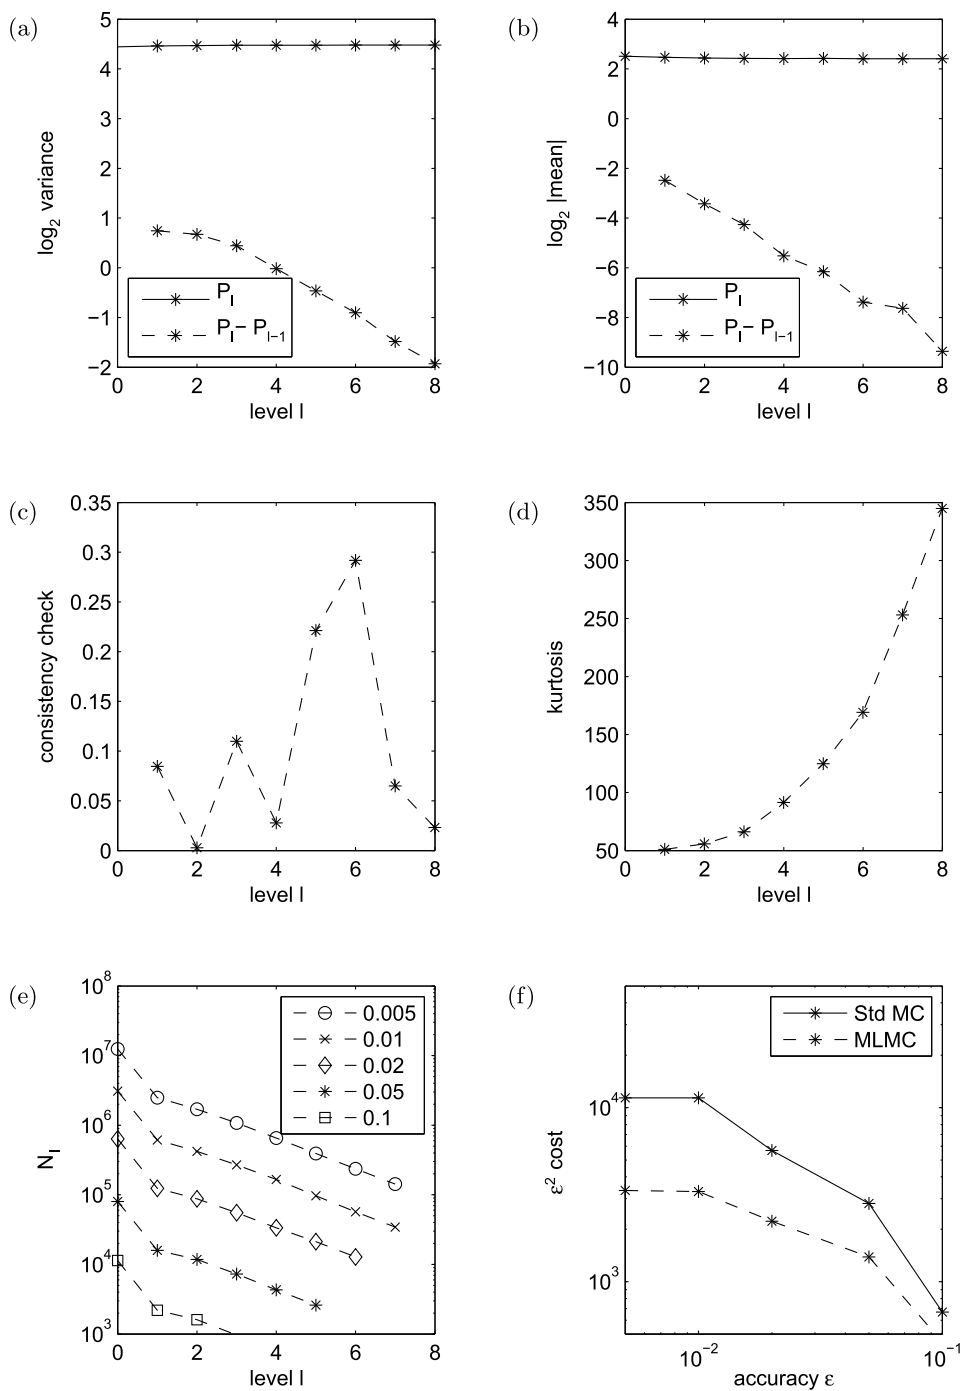 (a)
5
4
3
2
1
0
−1
−2
log2 variance
P_l
P_l − P_l−1
0 2 4 6 8
level l
(b)
4
2
0
−2
−4
−6
−8
−10
log2 |mean|
P_l
P_l − P_l−1
0 2 4 6 8
level l
(c)
0.35
0.3
0.25
0.2
0.15
0.1
0.05
0
consistency check
0 2 4 6 8
level l
(d)
350
300
250
200
150
100
50
kurtosis
0 2 4 6 8
level l
(e)
10^8
10^7
10^6
10^5
10^4
10^3
N_l
0.005
0.01
0.02
0.05
0.1
0 2 4 6 8
level l
(f)
10^4
10^3
ε^2 cost
Std MC
MLMC
10^−2 10^−1
accuracy ε